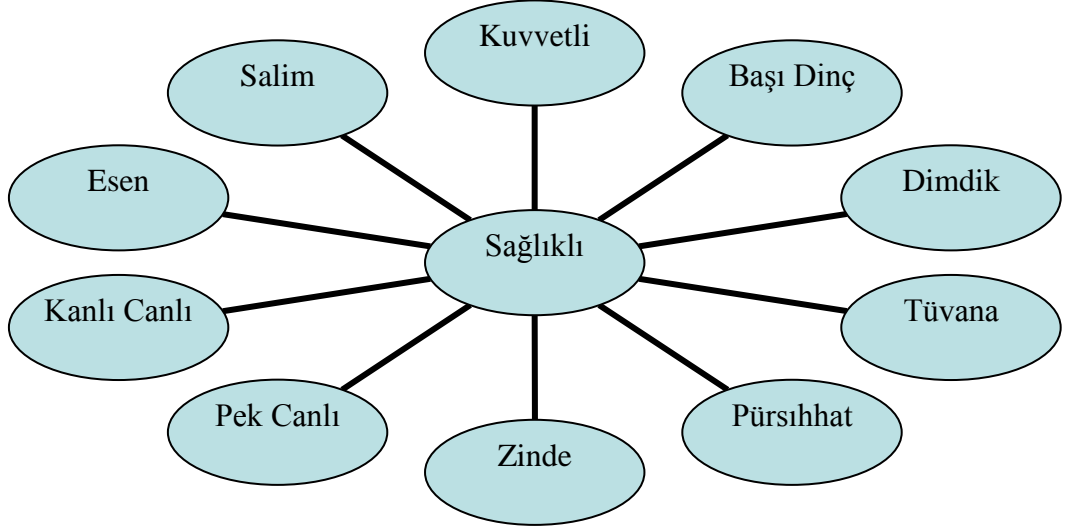 Kuvvetli
Salim
Başı Dinç
Esen
Dimdik
Sağlıklı
Kanlı Canlı
Tüvana
Pek Canlı
Pürsıhhat
Zinde